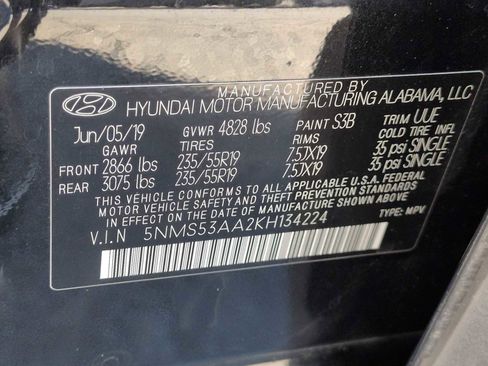 MANUFACTURED BY
HYUNDAI MOTOR MANUFACTURING ALABAMA, LLC
Jun/05/19 GVWR 4828 lbs PAINT S3B TRIM UUE
GAWR TIRES RIMS COLD TIRE INFL
FRONT 2866 lbs 235/55R19 7.5JX19 35 psi SINGLE
REAR 3075 lbs 235/55R19 7.5JX19 35 psi SINGLE
THIS VEHICLE CONFORMS TO ALL APPLICABLE U.S.A. FEDERAL
MOTOR VEHICLE SAFETY AND THEFT PREVENTION STANDARDS
IN EFFECT ON THE DATE OF MANUFACTURE SHOWN ABOVE.
V.I.N 5NMS53AA2KH134224 TYPE: MPV